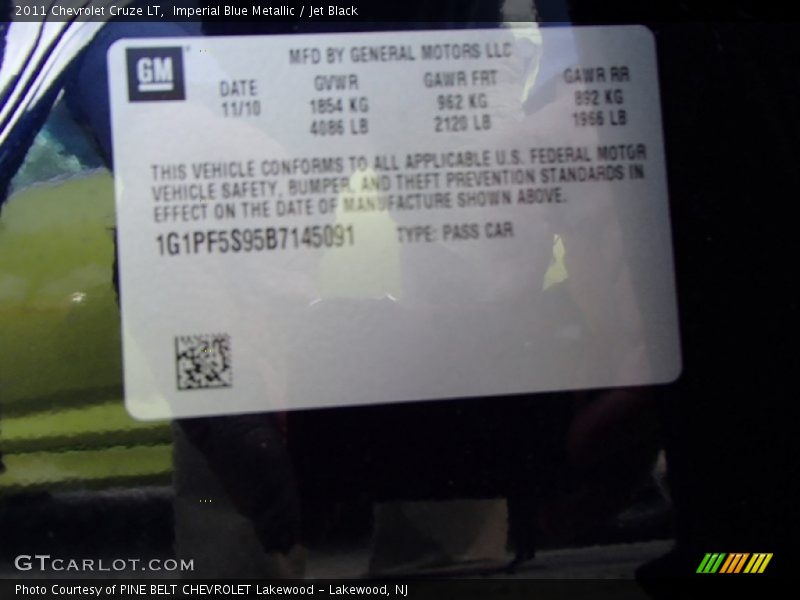 2011 Chevrolet Cruze LT, Imperial Blue Metallic / Jet Black
GM
MFD BY GENERAL MOTORS LLC
DATE GVWR GAWR FRT GAWR RR
11/10 1854 KG 962 KG 892 KG
4086 LB 2120 LB 1966 LB
THIS VEHICLE CONFORMS TO ALL APPLICABLE U.S. FEDERAL MOTOR
VEHICLE SAFETY, BUMPER, AND THEFT PREVENTION STANDARDS IN
EFFECT ON THE DATE OF MANUFACTURE SHOWN ABOVE.
1G1PF5S95B7145091 TYPE: PASS CAR
GTCARLOT.COM
Photo Courtesy of PINE BELT CHEVROLET Lakewood - Lakewood, NJ